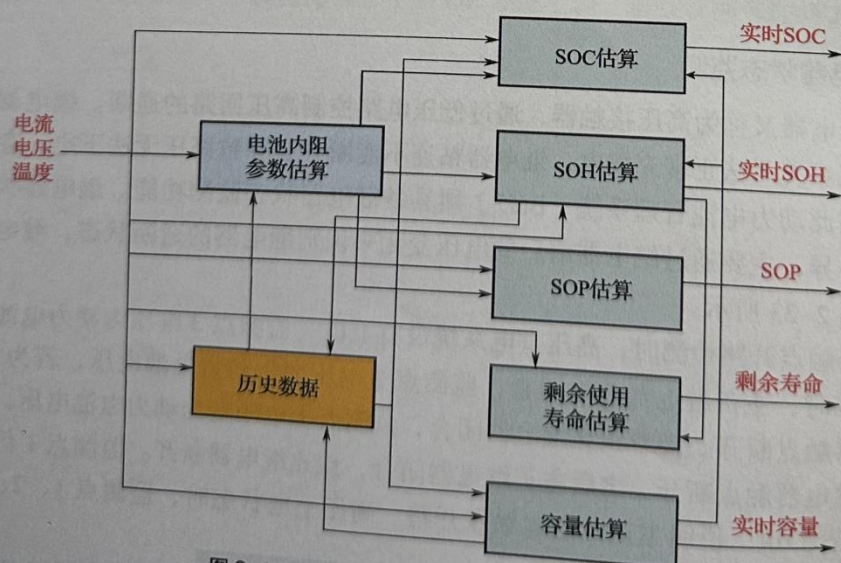 电流
电压
温度
电池内阻
参数估算
历史数据
SOC估算
SOH估算
SOP估算
剩余使用
寿命估算
容量估算
实时SOC
实时SOH
SOP
剩余寿命
实时容量